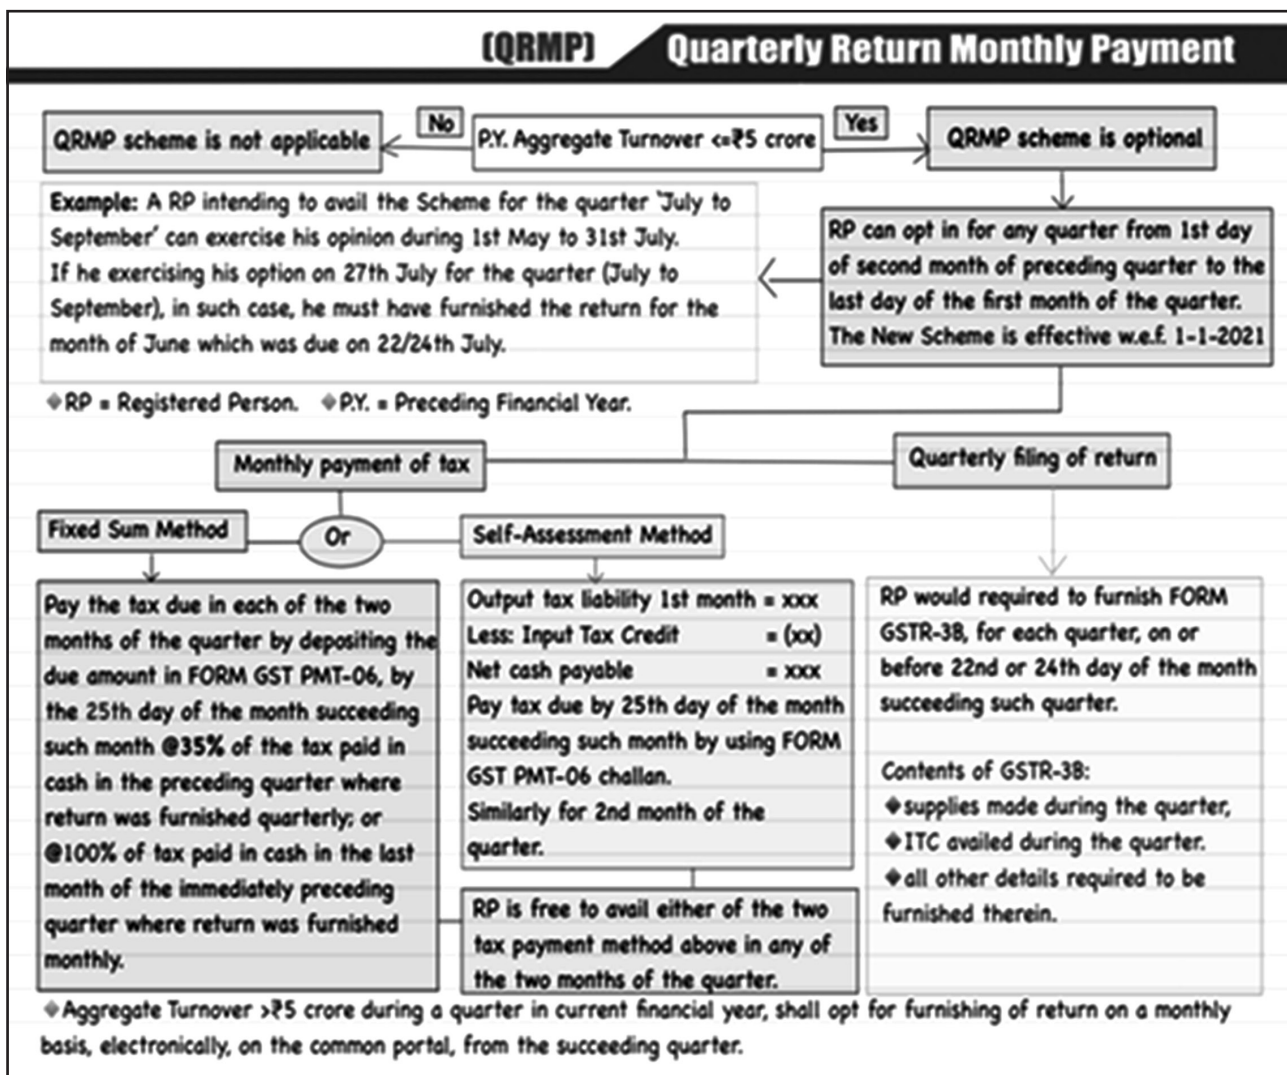 (QRMP) Quarterly Return Monthly Payment
QRMP scheme is not applicable
No
P.Y. Aggregate Turnover <=₹5 crore
Yes
QRMP scheme is optional
Example: A RP intending to avail the Scheme for the quarter 'July to
September' can exercise his opinion during 1st May to 31st July.
If he exercising his option on 27th July for the quarter (July to
September), in such case, he must have furnished the return for the
month of June which was due on 22/24th July.
RP can opt in for any quarter from 1st day
of second month of preceding quarter to the
last day of the first month of the quarter.
The New Scheme is effective w.e.f. 1-1-2021
◆RP = Registered Person. ◆P.Y. = Preceding Financial Year.
Monthly payment of tax
Quarterly filing of return
Fixed Sum Method
Or
Self-Assessment Method
Pay the tax due in each of the two
months of the quarter by depositing the
due amount in FORM GST PMT-06, by
the 25th day of the month succeeding
such month @35% of the tax paid in
cash in the preceding quarter where
return was furnished quarterly; or
@100% of tax paid in cash in the last
month of the immediately preceding
quarter where return was furnished
monthly.
Output tax liability 1st month = xxx
Less: Input Tax Credit = (xx)
Net cash payable = xxx
Pay tax due by 25th day of the month
succeeding such month by using FORM
GST PMT-06 challan.
Similarly for 2nd month of the
quarter.
RP is free to avail either of the two
tax payment method above in any of
the two months of the quarter.
RP would required to furnish FORM
GSTR-3B, for each quarter, on or
before 22nd or 24th day of the month
succeeding such quarter.
Contents of GSTR-3B:
◆supplies made during the quarter,
◆ITC availed during the quarter.
◆all other details required to be
furnished therein.
◆Aggregate Turnover >₹5 crore during a quarter in current financial year, shall opt for furnishing of return on a monthly
basis, electronically, on the common portal, from the succeeding quarter.